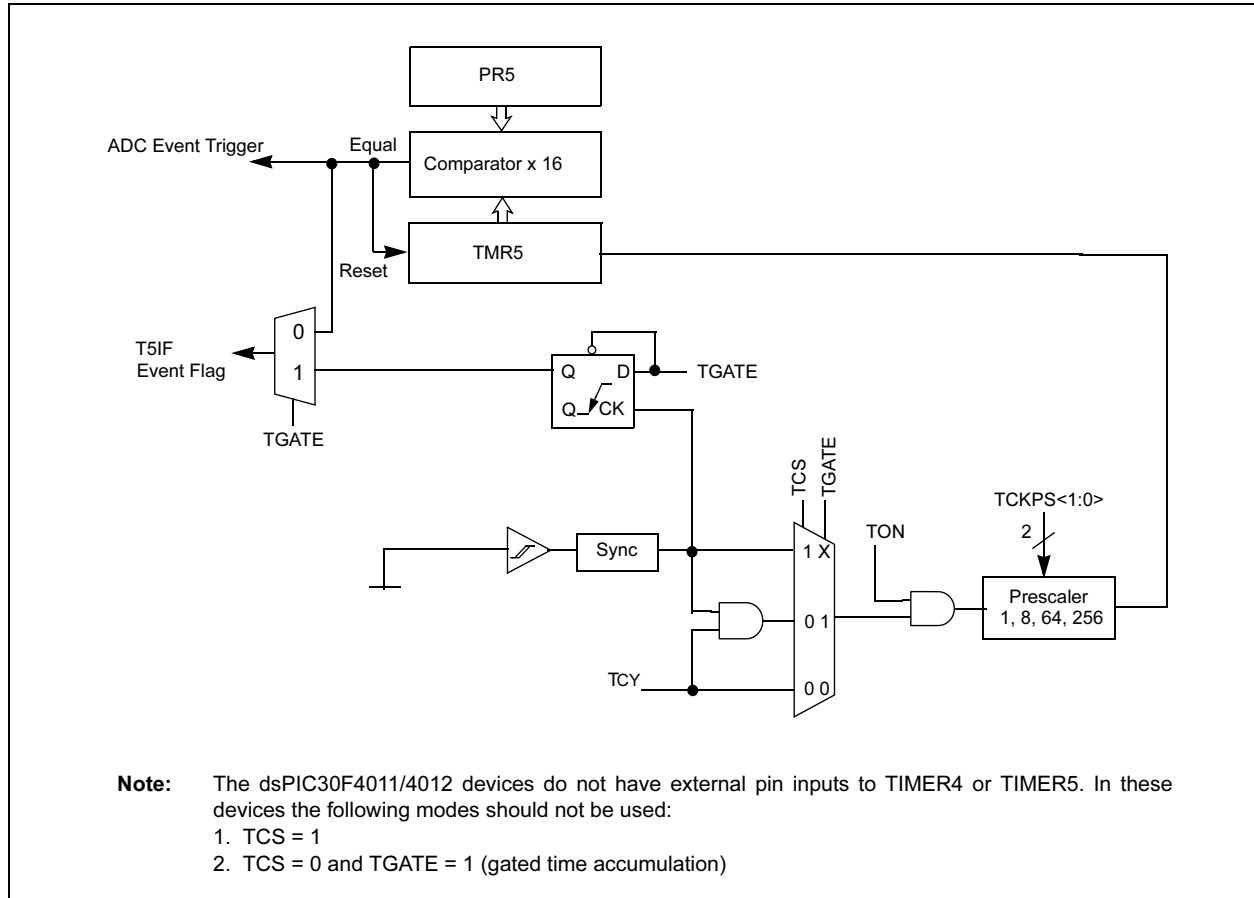 PR5
ADC Event Trigger
Equal
Comparator x 16
TMR5
Reset
0
1
T5IF
Event Flag
TGATE
Q
D
TGATE
Q
CK
TCS
TGATE
TCKPS<1:0>
2
TON
Sync
1 X
Prescaler
1, 8, 64, 256
0 1
TCY
0 0
Note: The dsPIC30F4011/4012 devices do not have external pin inputs to TIMER4 or TIMER5. In these
devices the following modes should not be used:
1. TCS = 1
2. TCS = 0 and TGATE = 1 (gated time accumulation)